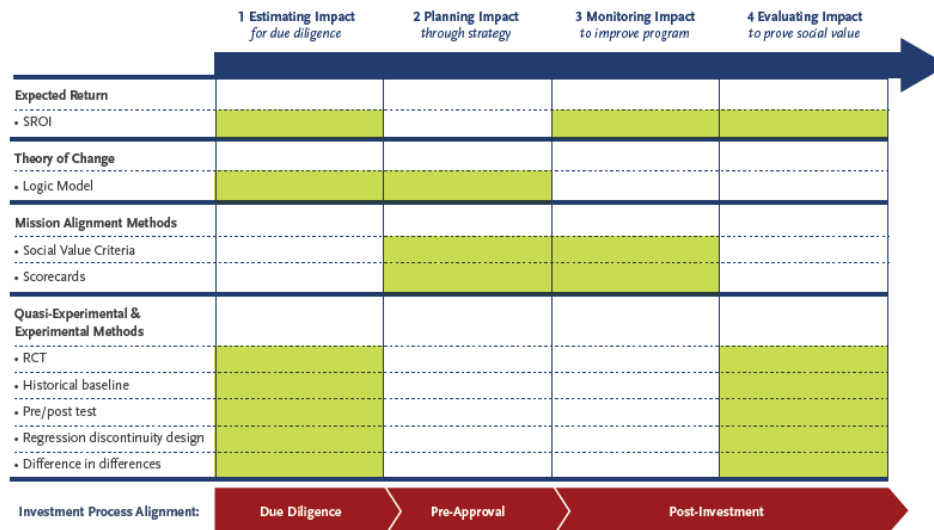 1 Estimating Impact
for due diligence
2 Planning Impact
through strategy
3 Monitoring Impact
to improve program
4 Evaluating Impact
to prove social value
Expected Return
• SROI
Theory of Change
• Logic Model
Mission Alignment Methods
• Social Value Criteria
• Scorecards
Quasi-Experimental &
Experimental Methods
• RCT
• Historical baseline
• Pre/post test
• Regression discontinuity design
• Difference in differences
Investment Process Alignment:
Due Diligence
Pre-Approval
Post-Investment